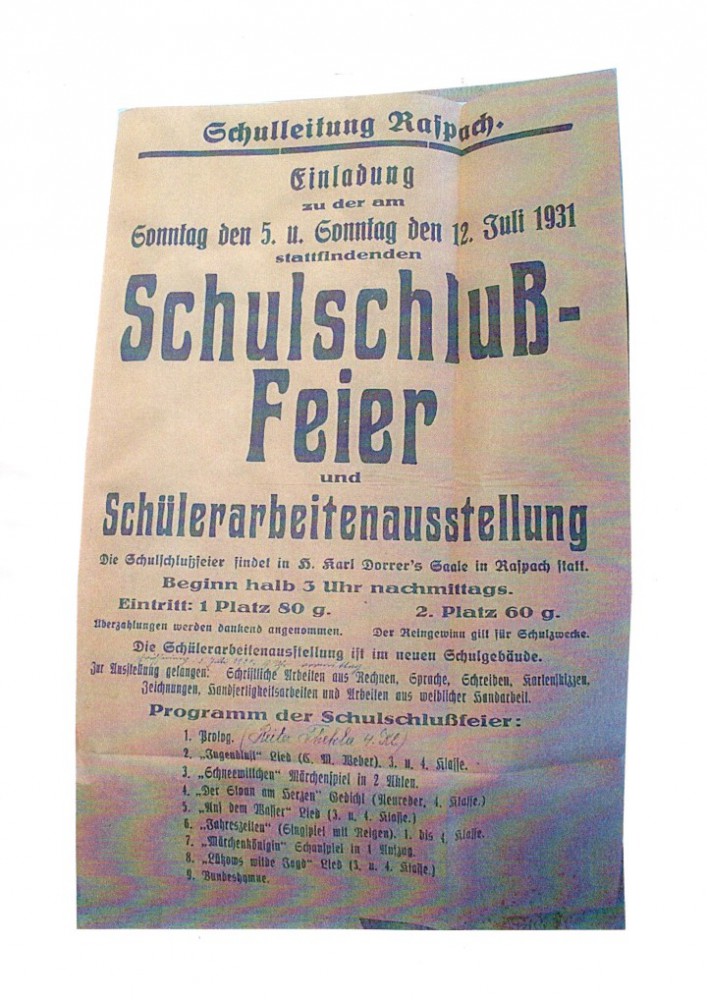 Schulleitung Raspach.
Einladung
zu der am
Sonntag den 5. u. Sonntag den 12. Juli 1931
stattfindenden
Schulschluß-
Feier
und
Schülerarbeitenausstellung
Die Schulschlußfeier findet in H. Karl Dorrer's Saale in Raspach statt.
Beginn halb 3 Uhr nachmittags.
Eintritt: 1 Platz 80 g. 2. Platz 60 g.
Überzahlungen werden dankend angenommen. Der Reingewinn gilt für Schulzwecke.
Die Schülerarbeitenausstellung ist im neuen Schulgebäude.
Zur Ausstellung gelangen: Schriftliche Arbeiten aus Rechnen, Sprache, Schreiben, Kartenskizzen,
Zeichnungen, Handfertigkeitsarbeiten und Arbeiten aus weiblicher Handarbeit.
Programm der Schulschlußfeier:
1. Prolog. 4. Kl.)
2. „Jugendlust" Lied (C. M. Weber). 3. u. 4. Klasse.
3. „Schneewittchen" Märchenspiel in 2 Akten.
4. „Der Stoan am Herzen" Gedicht (Neureder, 4. Klasse.)
5. „Auf dem Wasser" Lied (3. u. 4. Klasse.)
6. „Jahreszeiten" (Singspiel mit Reigen). 1. bis 4. Klasse.
7. „Märchenkönigin" Schauspiel in 1 Aufzug.
8. „Lützows wilde Jagd" Lied (3. u. 4. Klasse.)
9. Bundeshymne.